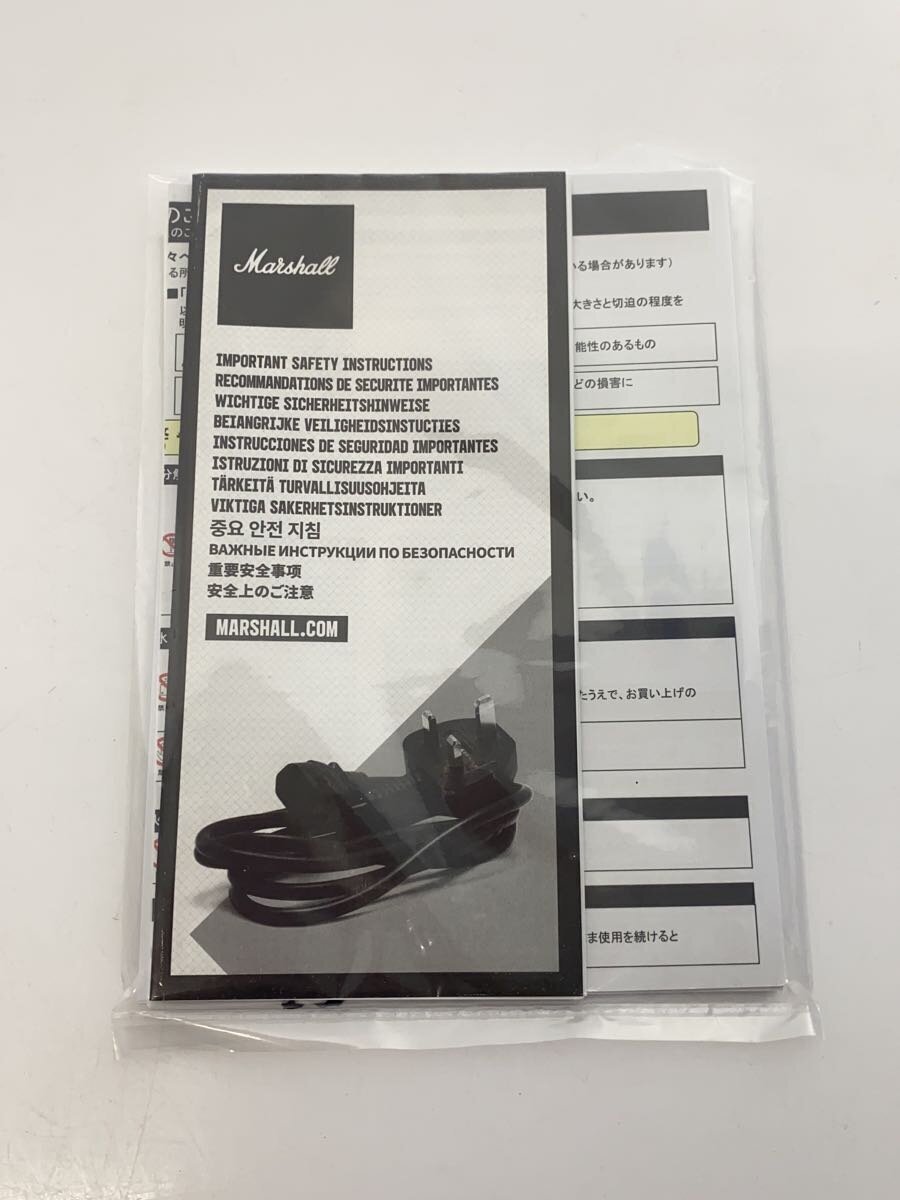 Marshall
IMPORTANT SAFETY INSTRUCTIONS
RECOMMANDATIONS DE SECURITE IMPORTANTES
WICHTIGE SICHERHEITSHINWEISE
BEIANGRIJKE VEILIGHEIDSINSTUCTIES
INSTRUCCIONES DE SEGURIDAD IMPORTANTES
ISTRUZIONI DI SICUREZZA IMPORTANTI
TÄRKEITÄ TURVALLISUUSOHJEITA
VIKTIGA SAKERHETSINSTRUKTIONER
중요 안전 지침
ВАЖНЫЕ ИНСТРУКЦИИ ПО БЕЗОПАСНОСТИ
重要安全事项
安全上のご注意
MARSHALL.COM
いる場合があります）
大きさと切迫の程度を
能性のあるもの
どの損害に
い。
たうえで、お買い上げの
ま使用を続けると